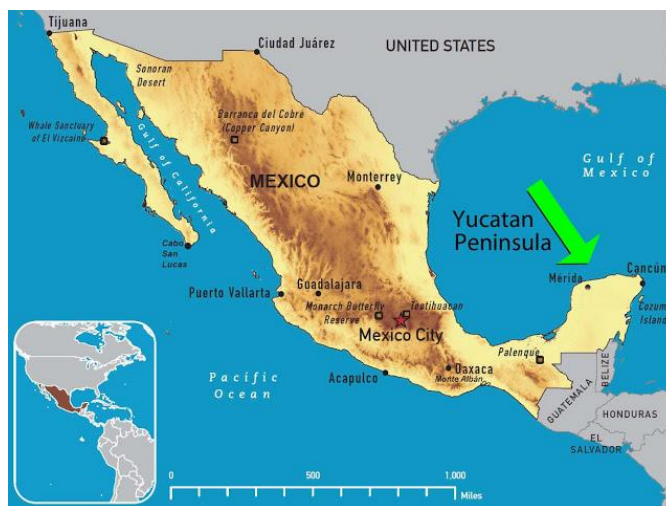 Tijuana
Ciudad Juárez
UNITED STATES
Sonoran
Desert
Barranca del Cobre
(Copper Canyon)
Whale Sanctuary
of El Vizcaino
Gulf of California
MEXICO
Monterrey
Gulf of
Mexico
Yucatan
Peninsula
Cabo
San
Lucas
Mérida
Cancún
Cozumel
Island
Puerto Vallarta
Guadalajara
Monarch Butterfly
Reserve
Teotihuacan
Mexico City
Palenque
Pacific
Ocean
Acapulco
Oaxaca
Monte Albán
GUATEMALA
BELIZE
HONDURAS
EL
SALVADOR
0
500
1,000
Miles